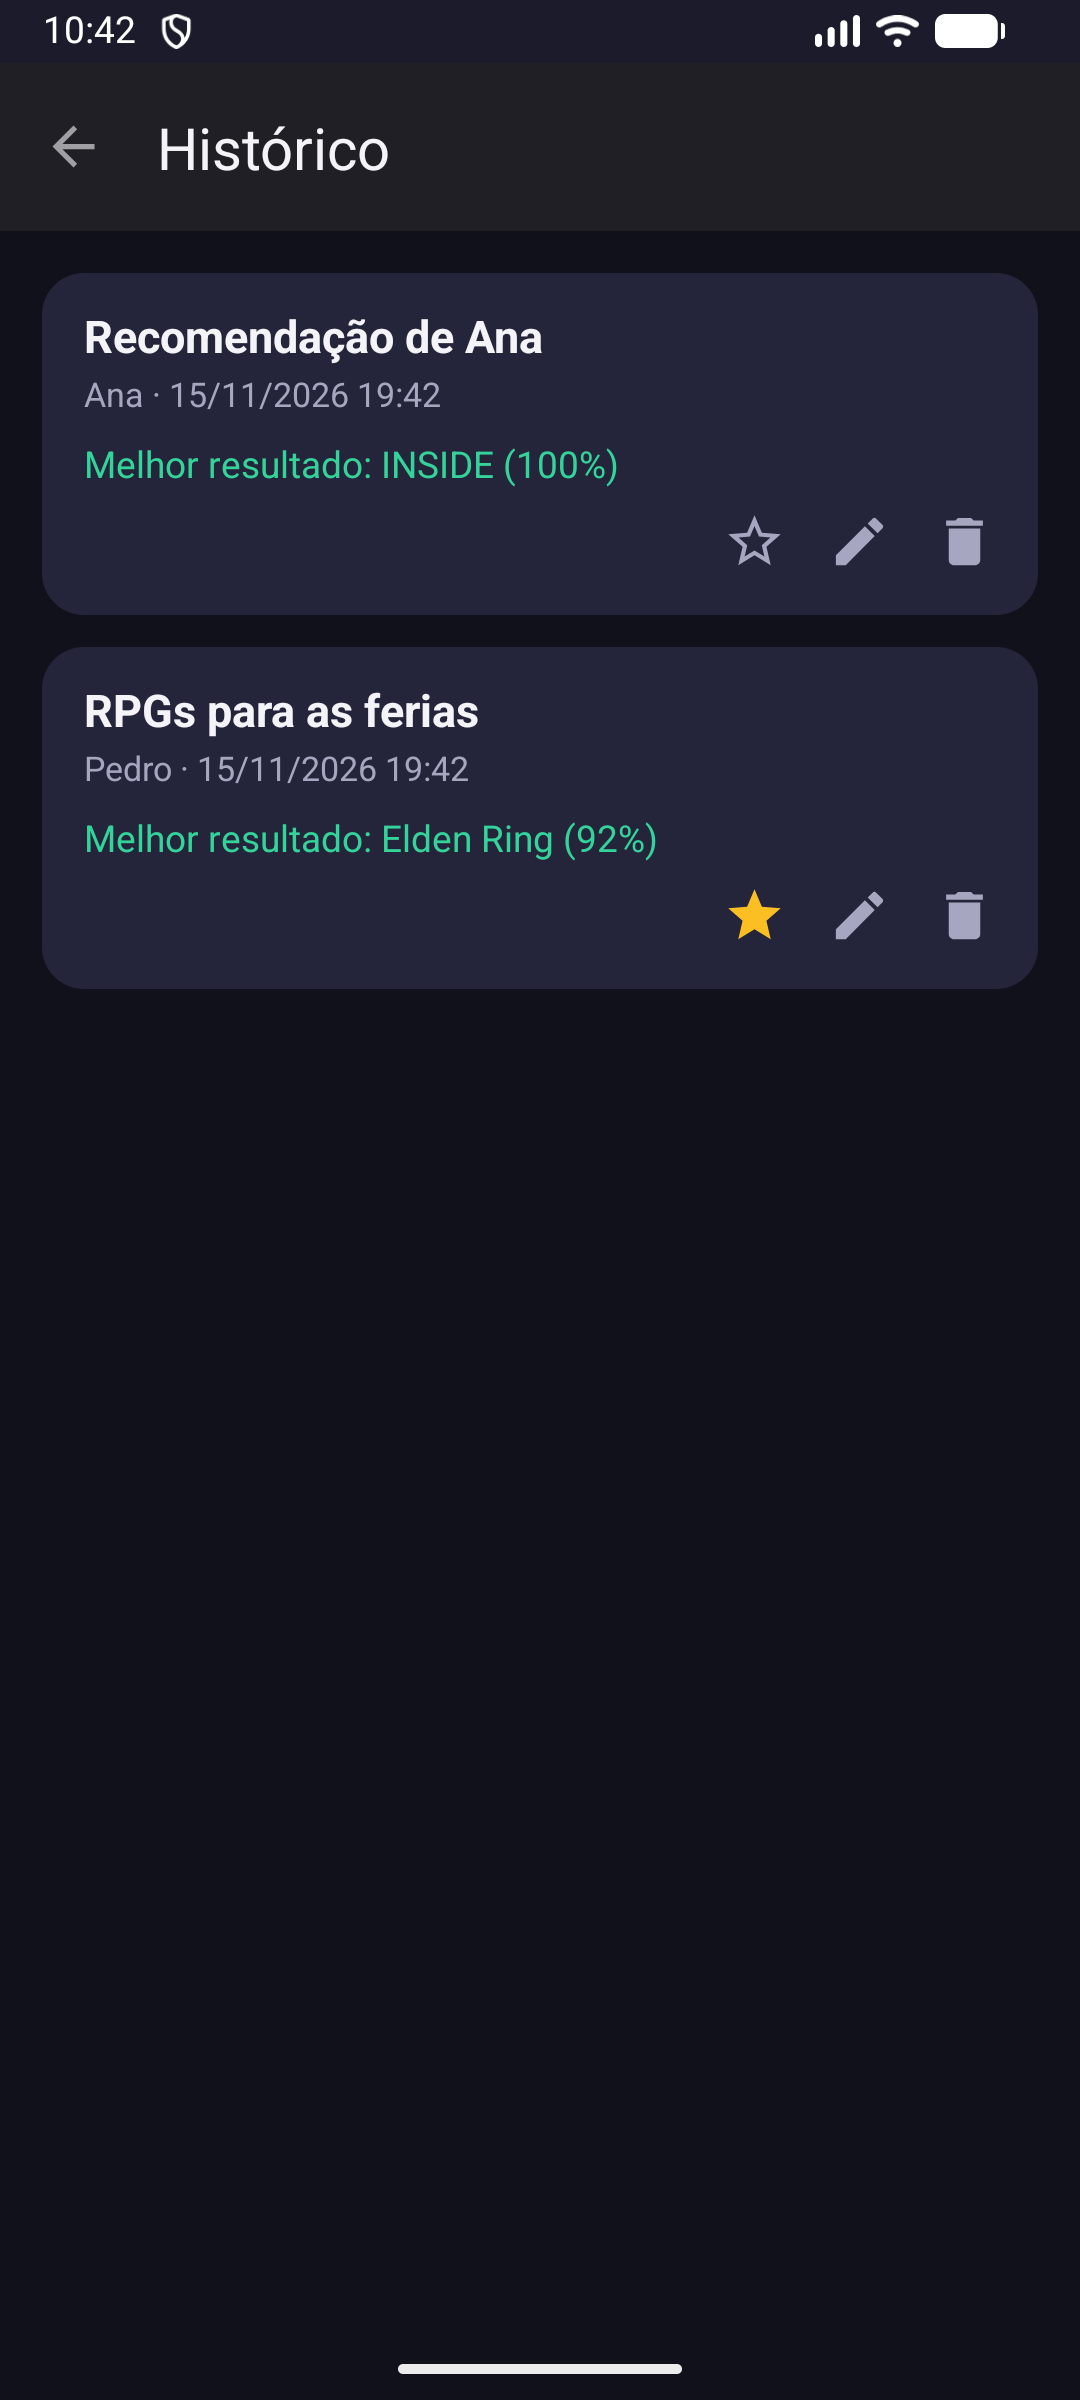 10:42
Histórico
Recomendação de Ana
Ana · 15/11/2026 19:42
Melhor resultado: INSIDE (100%)
RPGs para as ferias
Pedro · 15/11/2026 19:42
Melhor resultado: Elden Ring (92%)